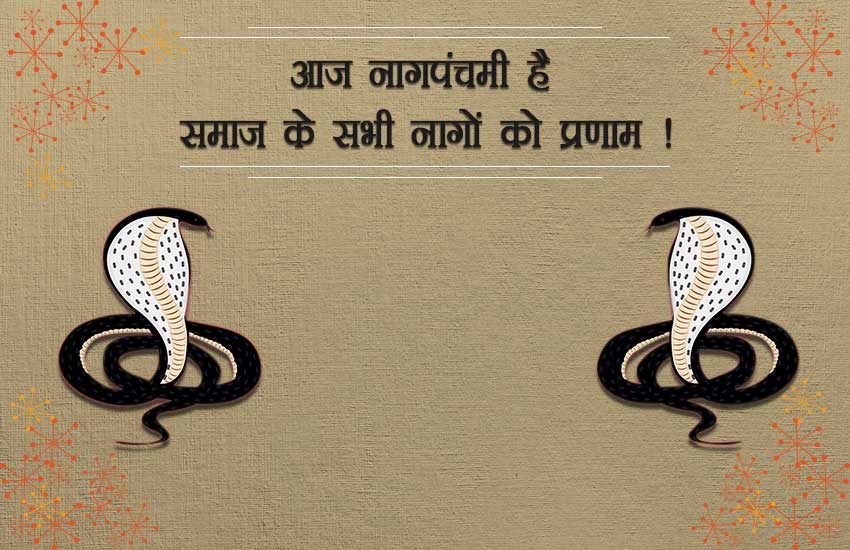 आज नागपंचमी है
समाज के सभी नागों को प्रणाम !